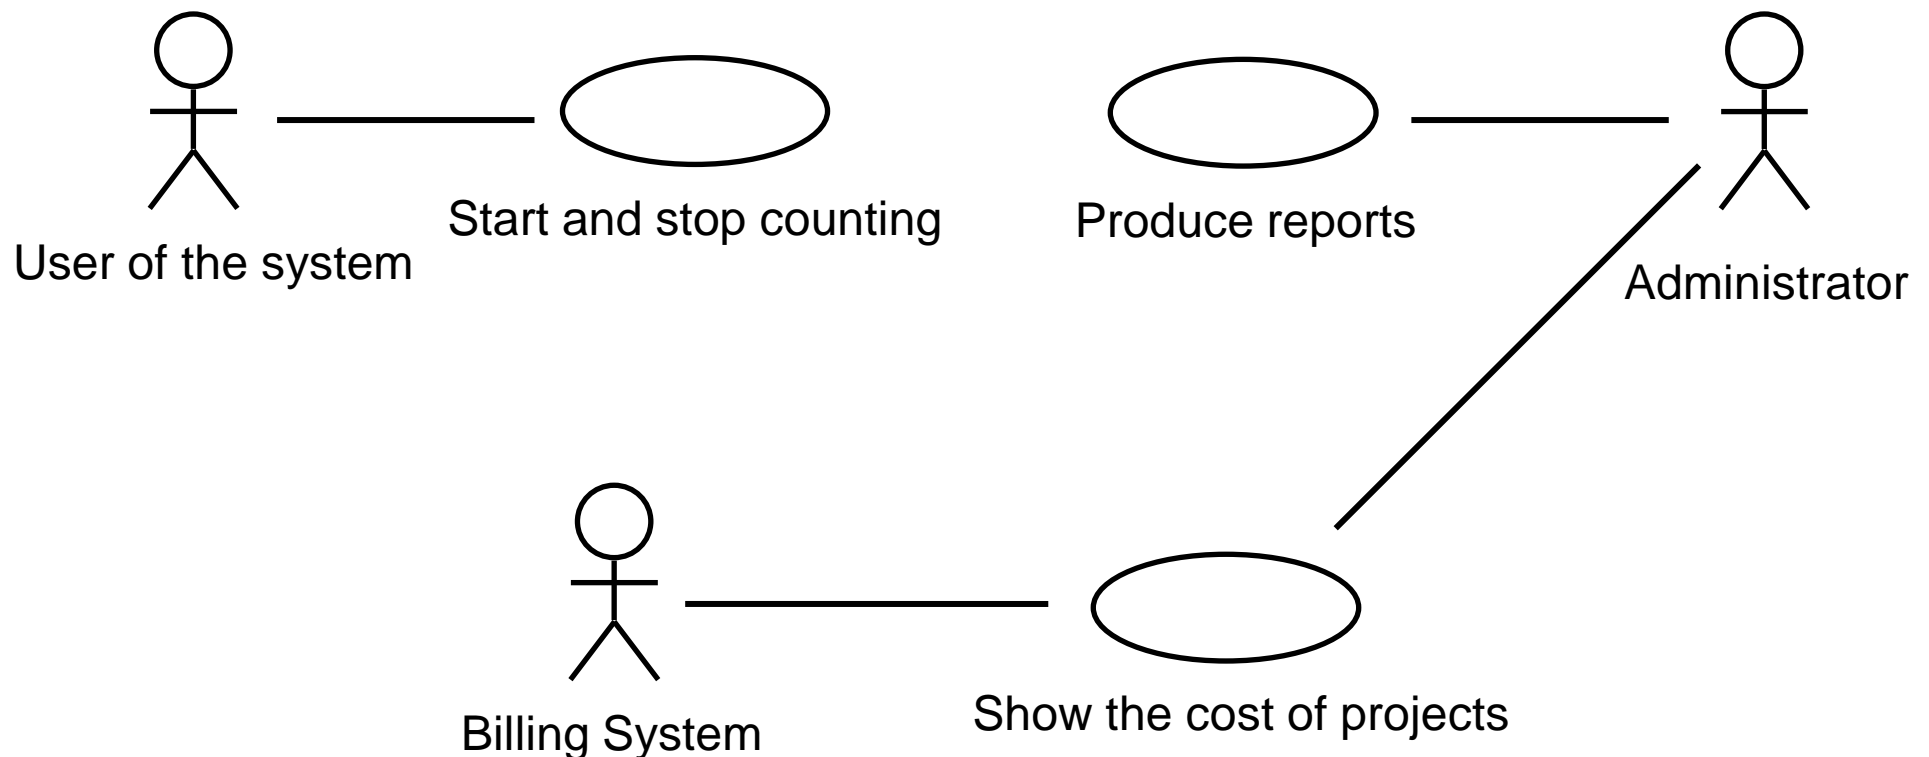 Start and stop counting
Produce reports
User of the system
Administrator
Show the cost of projects
Billing System